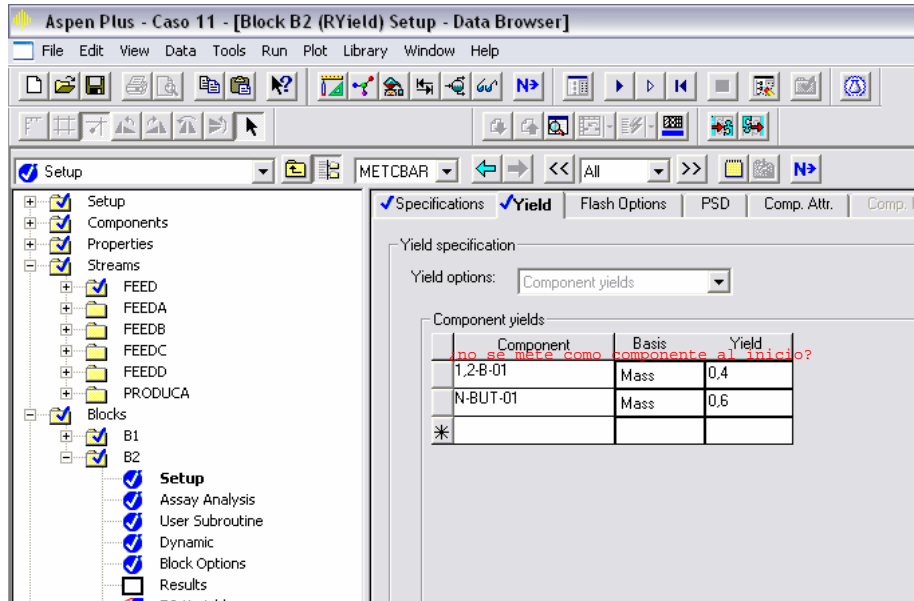 Aspen Plus - Caso 11 - [Block B2 (RYield) Setup - Data Browser]
File Edit View Data Tools Run Plot Library Window Help
N→
Setup METCBAR << All >> N→
Setup
Components
Properties
Streams
FEED
FEEDA
FEEDB
FEEDC
FEEDD
PRODUCA
Blocks
B1
B2
Setup
Assay Analysis
User Subroutine
Dynamic
Block Options
Results
Specifications Yield Flash Options PSD Comp. Attr. Comp.
Yield specification
Yield options: Component yields
Component yields
Component Basis Yield
¿no se mete como componente al inicio?
1,2-B-01 Mass 0,4
N-BUT-01 Mass 0,6